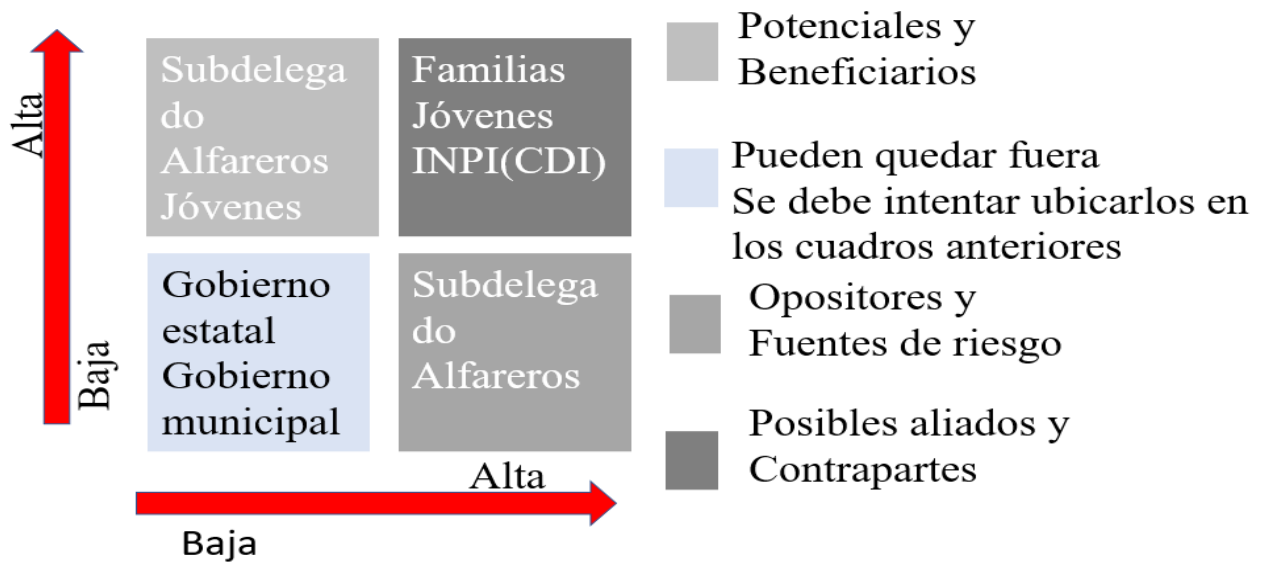 Alta
Baja
Subdelega
do
Alfareros
Jóvenes
Familias
Jóvenes
INPI(CDI)
Gobierno
estatal
Gobierno
municipal
Subdelega
do
Alfareros
Alta
Baja
Potenciales y
Beneficiarios
Pueden quedar fuera
Se debe intentar ubicarlos en
los cuadros anteriores
Opositores y
Fuentes de riesgo
Posibles aliados y
Contrapartes